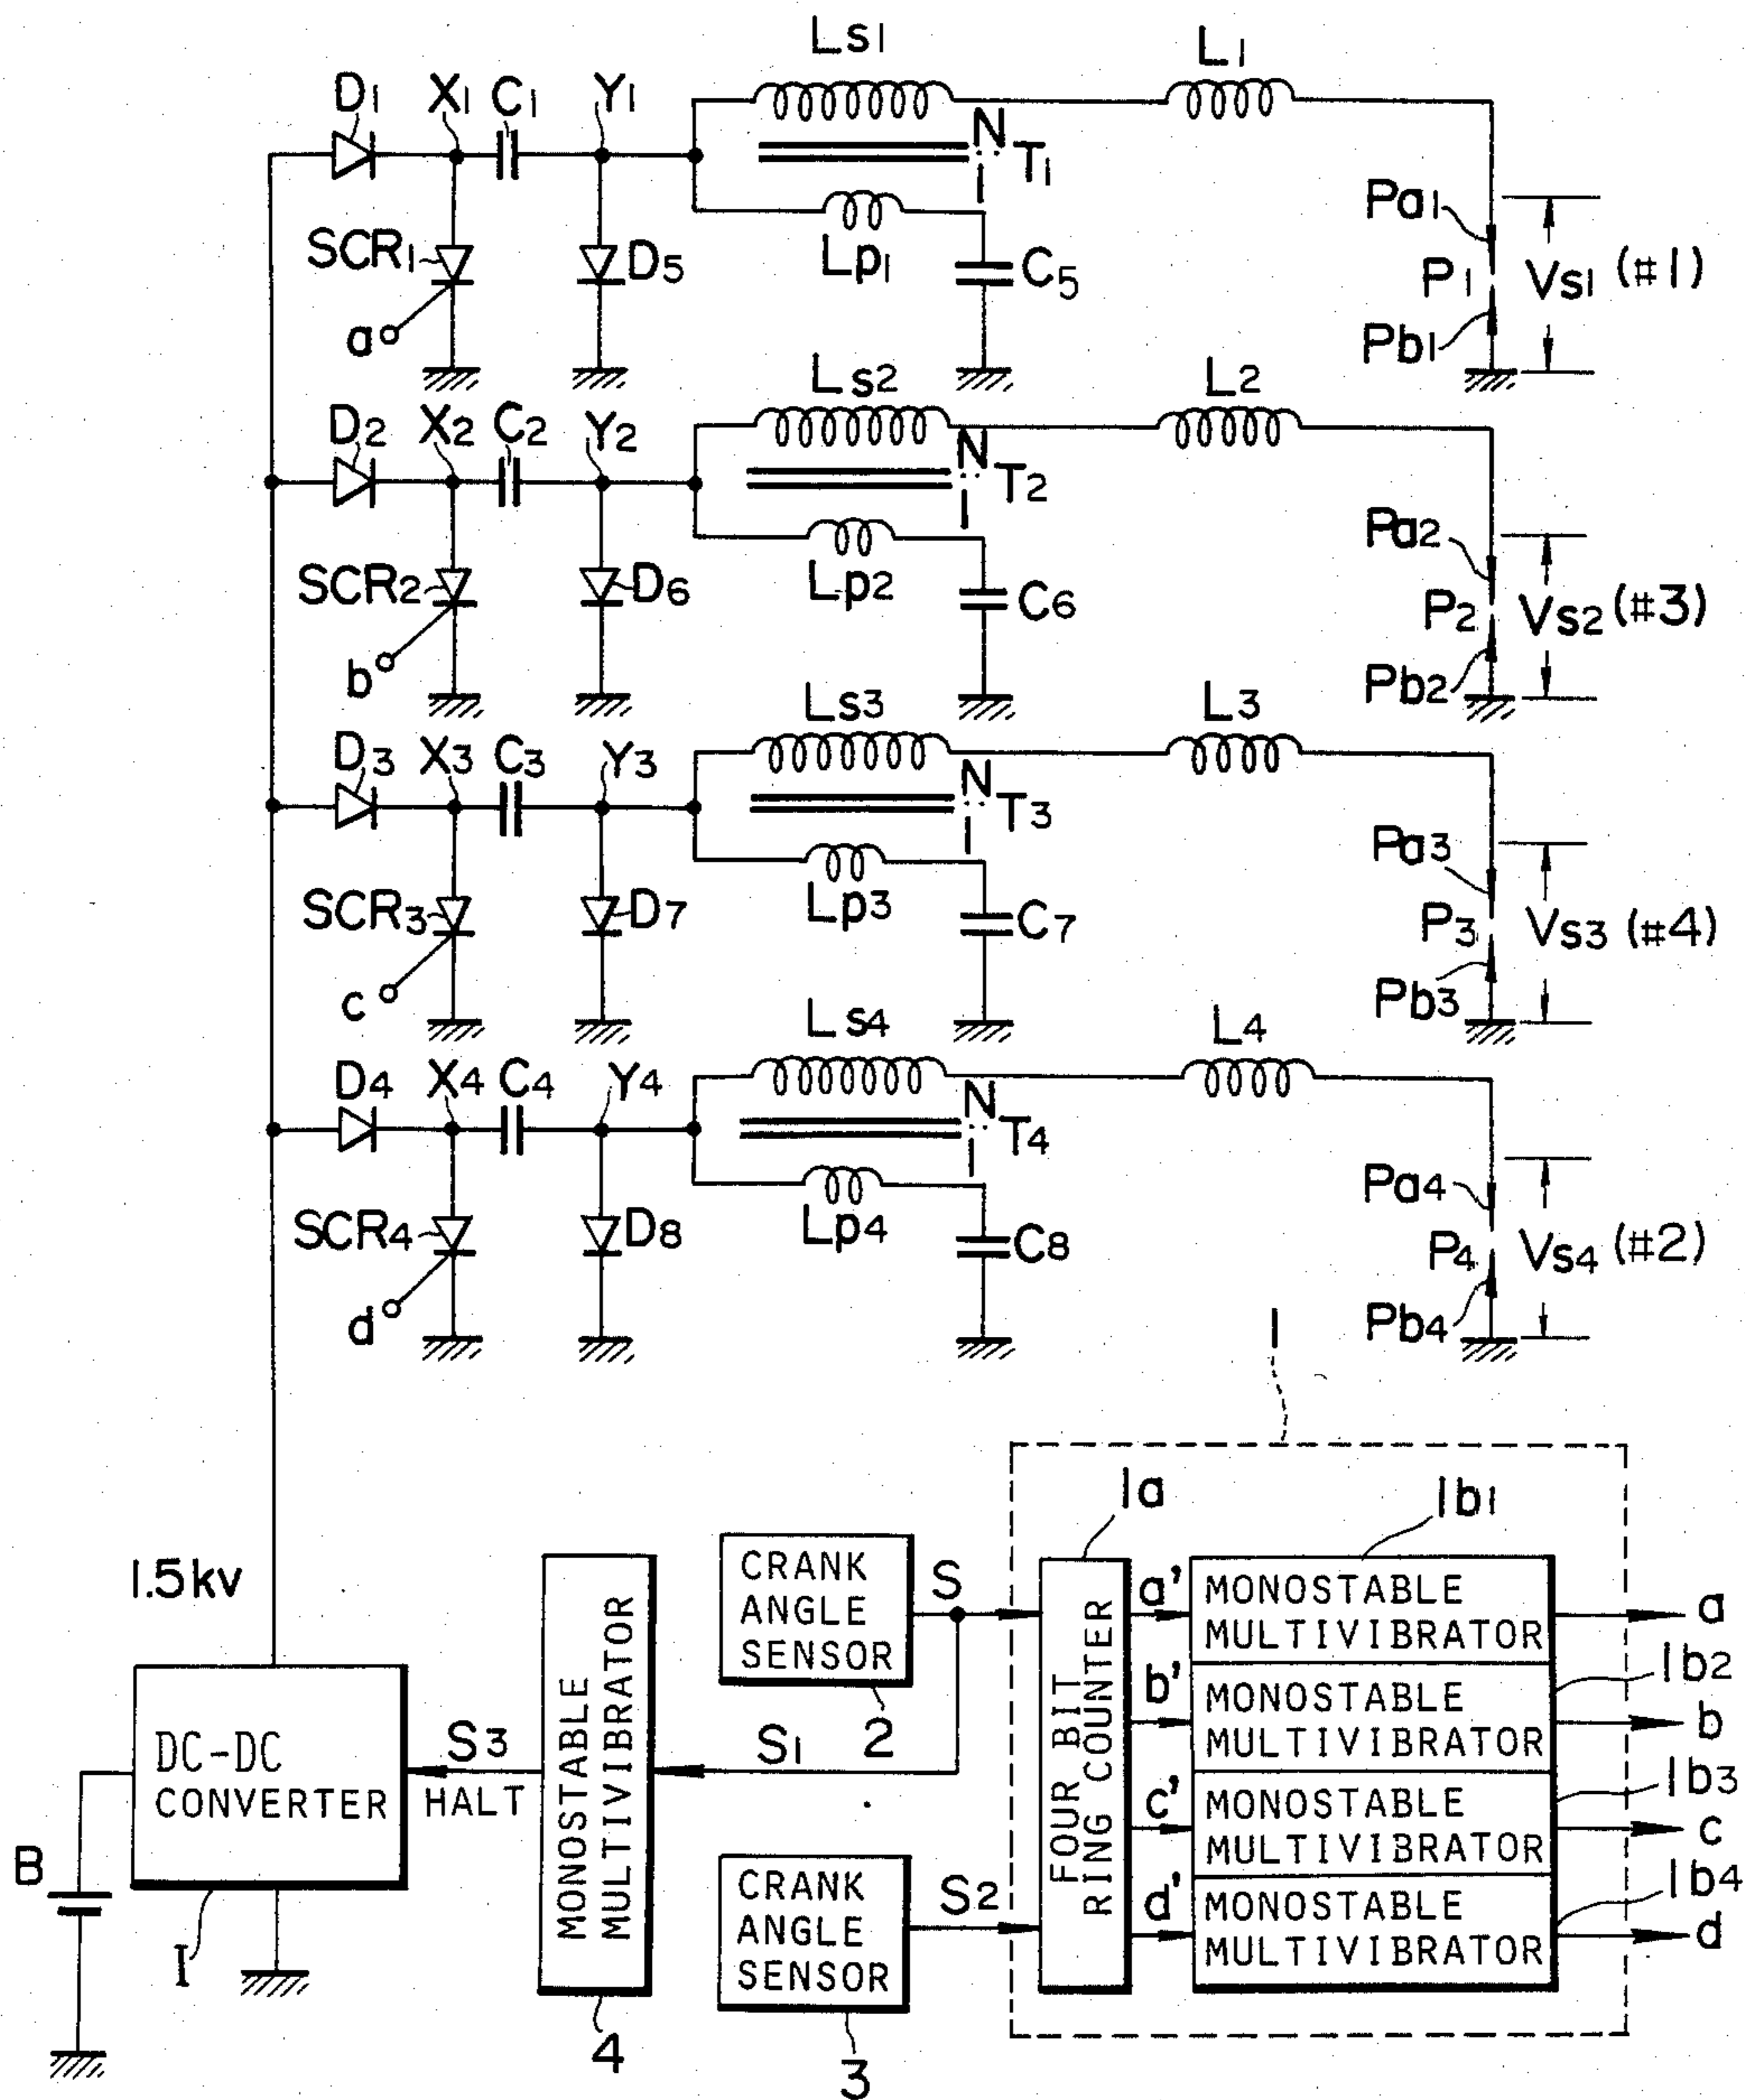 Ls1
L1
D1
X1
C1
Y1
N
:
1
T1
SCR1
a
D5
Lp1
C5
Pa1
P1
Vs1 (#1)
Pb1
Ls2
L2
D2
X2
C2
Y2
N
:
1
T2
SCR2
b
D6
Lp2
C6
Pa2
P2
Vs2 (#3)
Pb2
Ls3
L3
D3
X3
C3
Y3
N
:
1
T3
SCR3
c
D7
Lp3
C7
Pa3
P3
Vs3 (#4)
Pb3
Ls4
L4
D4
X4
C4
Y4
N
:
1
T4
SCR4
d
D8
Lp4
C8
Pa4
P4
Vs4 (#2)
Pb4
1
1a
1b1
1.5kv
CRANK
ANGLE
SENSOR
2
S
S1
MONOSTABLE
MULTIVIBRATOR
4
S3
HALT
DC-DC
CONVERTER
I
B
CRANK
ANGLE
SENSOR
3
S2
FOUR BIT
RING COUNTER
a'
MONOSTABLE
MULTIVIBRATOR
a
1b2
b'
MONOSTABLE
MULTIVIBRATOR
b
1b3
c'
MONOSTABLE
MULTIVIBRATOR
c
1b4
d'
MONOSTABLE
MULTIVIBRATOR
d